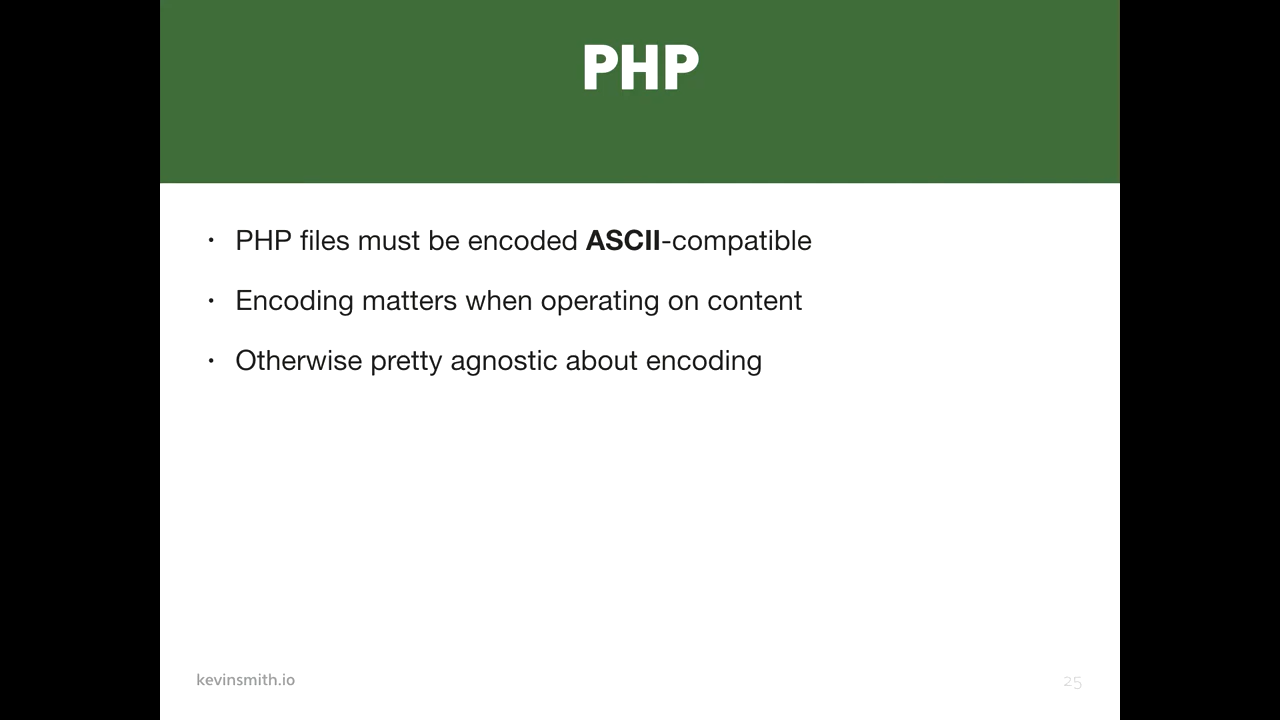 PHP
• PHP files must be encoded ASCII-compatible
• Encoding matters when operating on content
• Otherwise pretty agnostic about encoding
kevinsmith.io
25